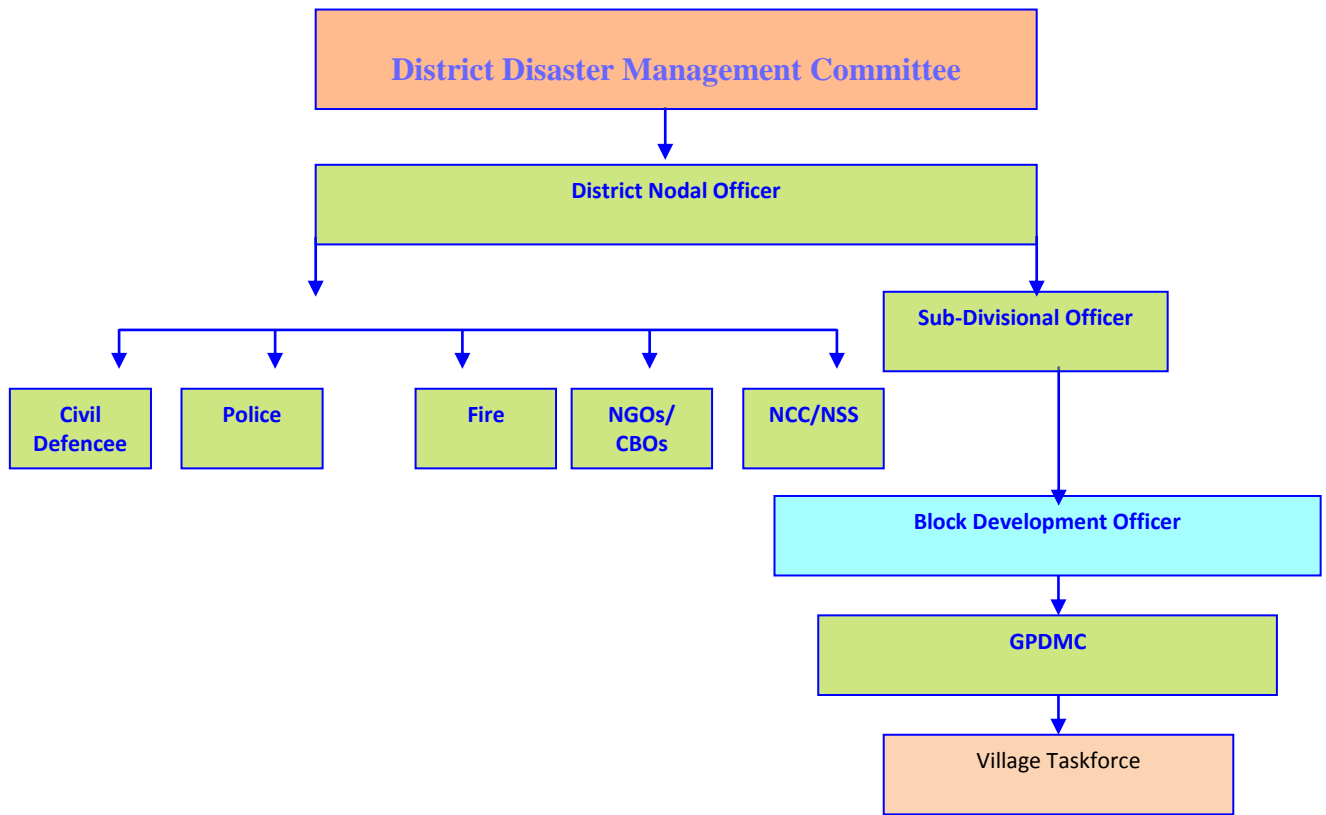 District Disaster Management Committee
District Nodal Officer
Sub-Divisional Officer
Civil
Defencee
Police
Fire
NGOs/
CBOs
NCC/NSS
Block Development Officer
GPDMC
Village Taskforce